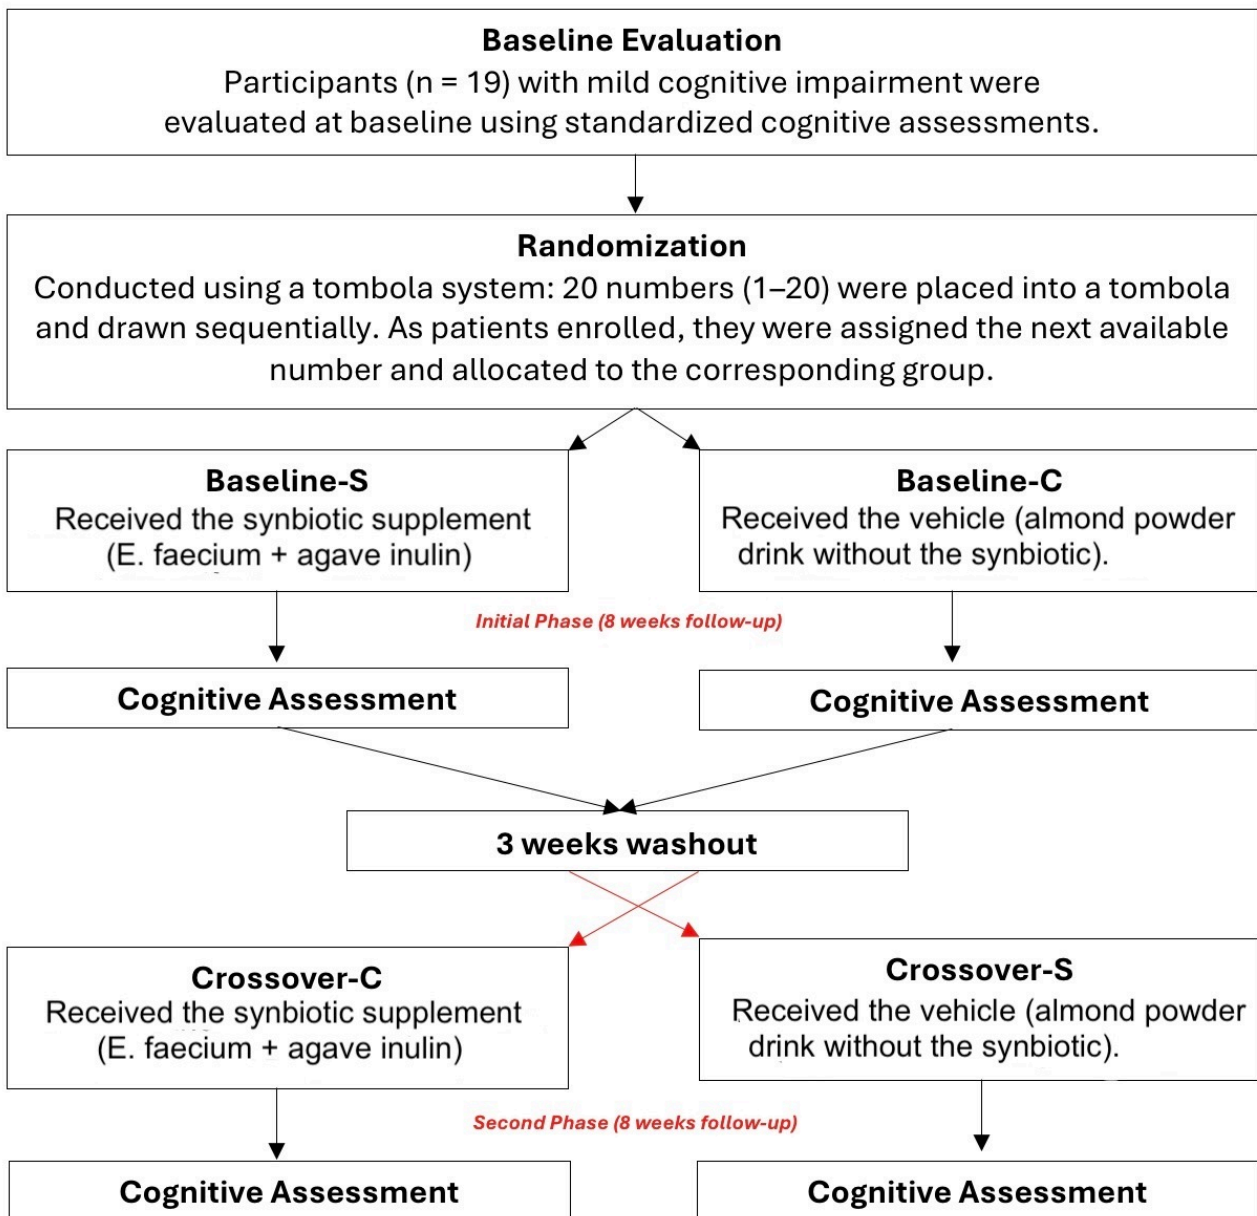 Baseline Evaluation
Participants (n = 19) with mild cognitive impairment were
evaluated at baseline using standardized cognitive assessments.
Randomization
Conducted using a tombola system: 20 numbers (1–20) were placed into a tombola
and drawn sequentially. As patients enrolled, they were assigned the next available
number and allocated to the corresponding group.
Baseline-S
Received the synbiotic supplement
(E. faecium + agave inulin)
Baseline-C
Received the vehicle (almond powder
drink without the synbiotic).
Initial Phase (8 weeks follow-up)
Cognitive Assessment
Cognitive Assessment
3 weeks washout
Crossover-C
Received the synbiotic supplement
(E. faecium + agave inulin)
Crossover-S
Received the vehicle (almond powder
drink without the synbiotic).
Second Phase (8 weeks follow-up)
Cognitive Assessment
Cognitive Assessment